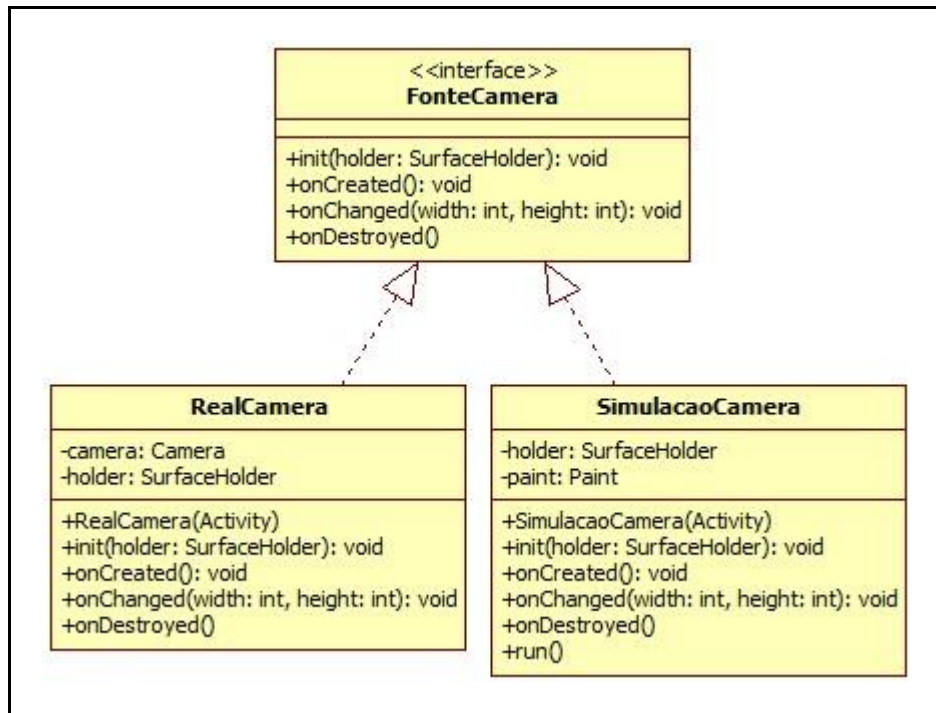 <<interface>>
FonteCamera
+init(holder: SurfaceHolder): void
+onCreated(): void
+onChanged(width: int, height: int): void
+onDestroyed()
RealCamera
-camera: Camera
-holder: SurfaceHolder
+RealCamera(Activity)
+init(holder: SurfaceHolder): void
+onCreated(): void
+onChanged(width: int, height: int): void
+onDestroyed()
SimulacaoCamera
-holder: SurfaceHolder
-paint: Paint
+SimulacaoCamera(Activity)
+init(holder: SurfaceHolder): void
+onCreated(): void
+onChanged(width: int, height: int): void
+onDestroyed()
+run()